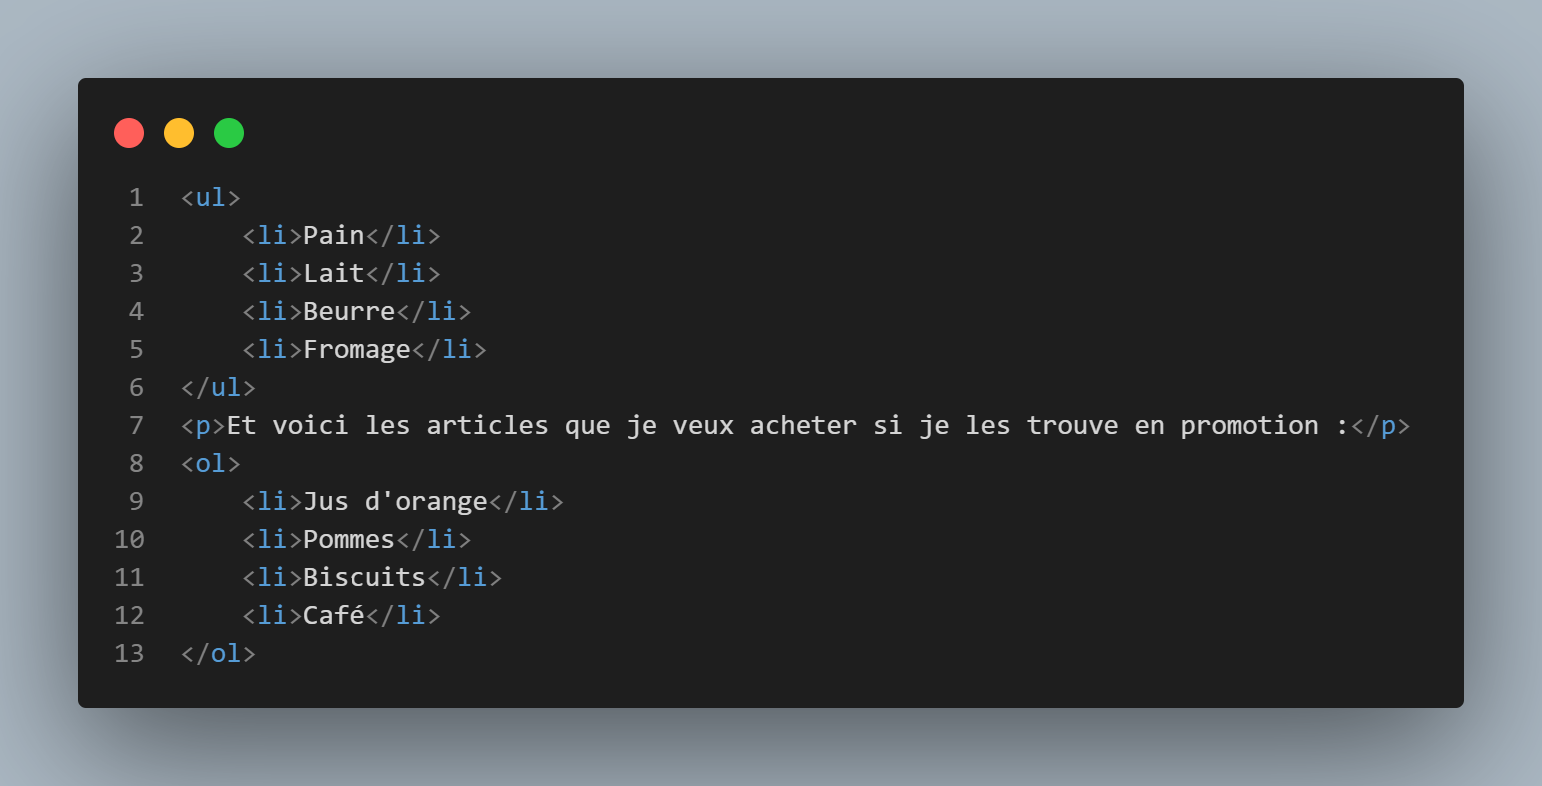 1 <ul>
2     <li>Pain</li>
3     <li>Lait</li>
4     <li>Beurre</li>
5     <li>Fromage</li>
6 </ul>
7 <p>Et voici les articles que je veux acheter si je les trouve en promotion :</p>
8 <ol>
9     <li>Jus d'orange</li>
10     <li>Pommes</li>
11     <li>Biscuits</li>
12     <li>Café</li>
13 </ol>